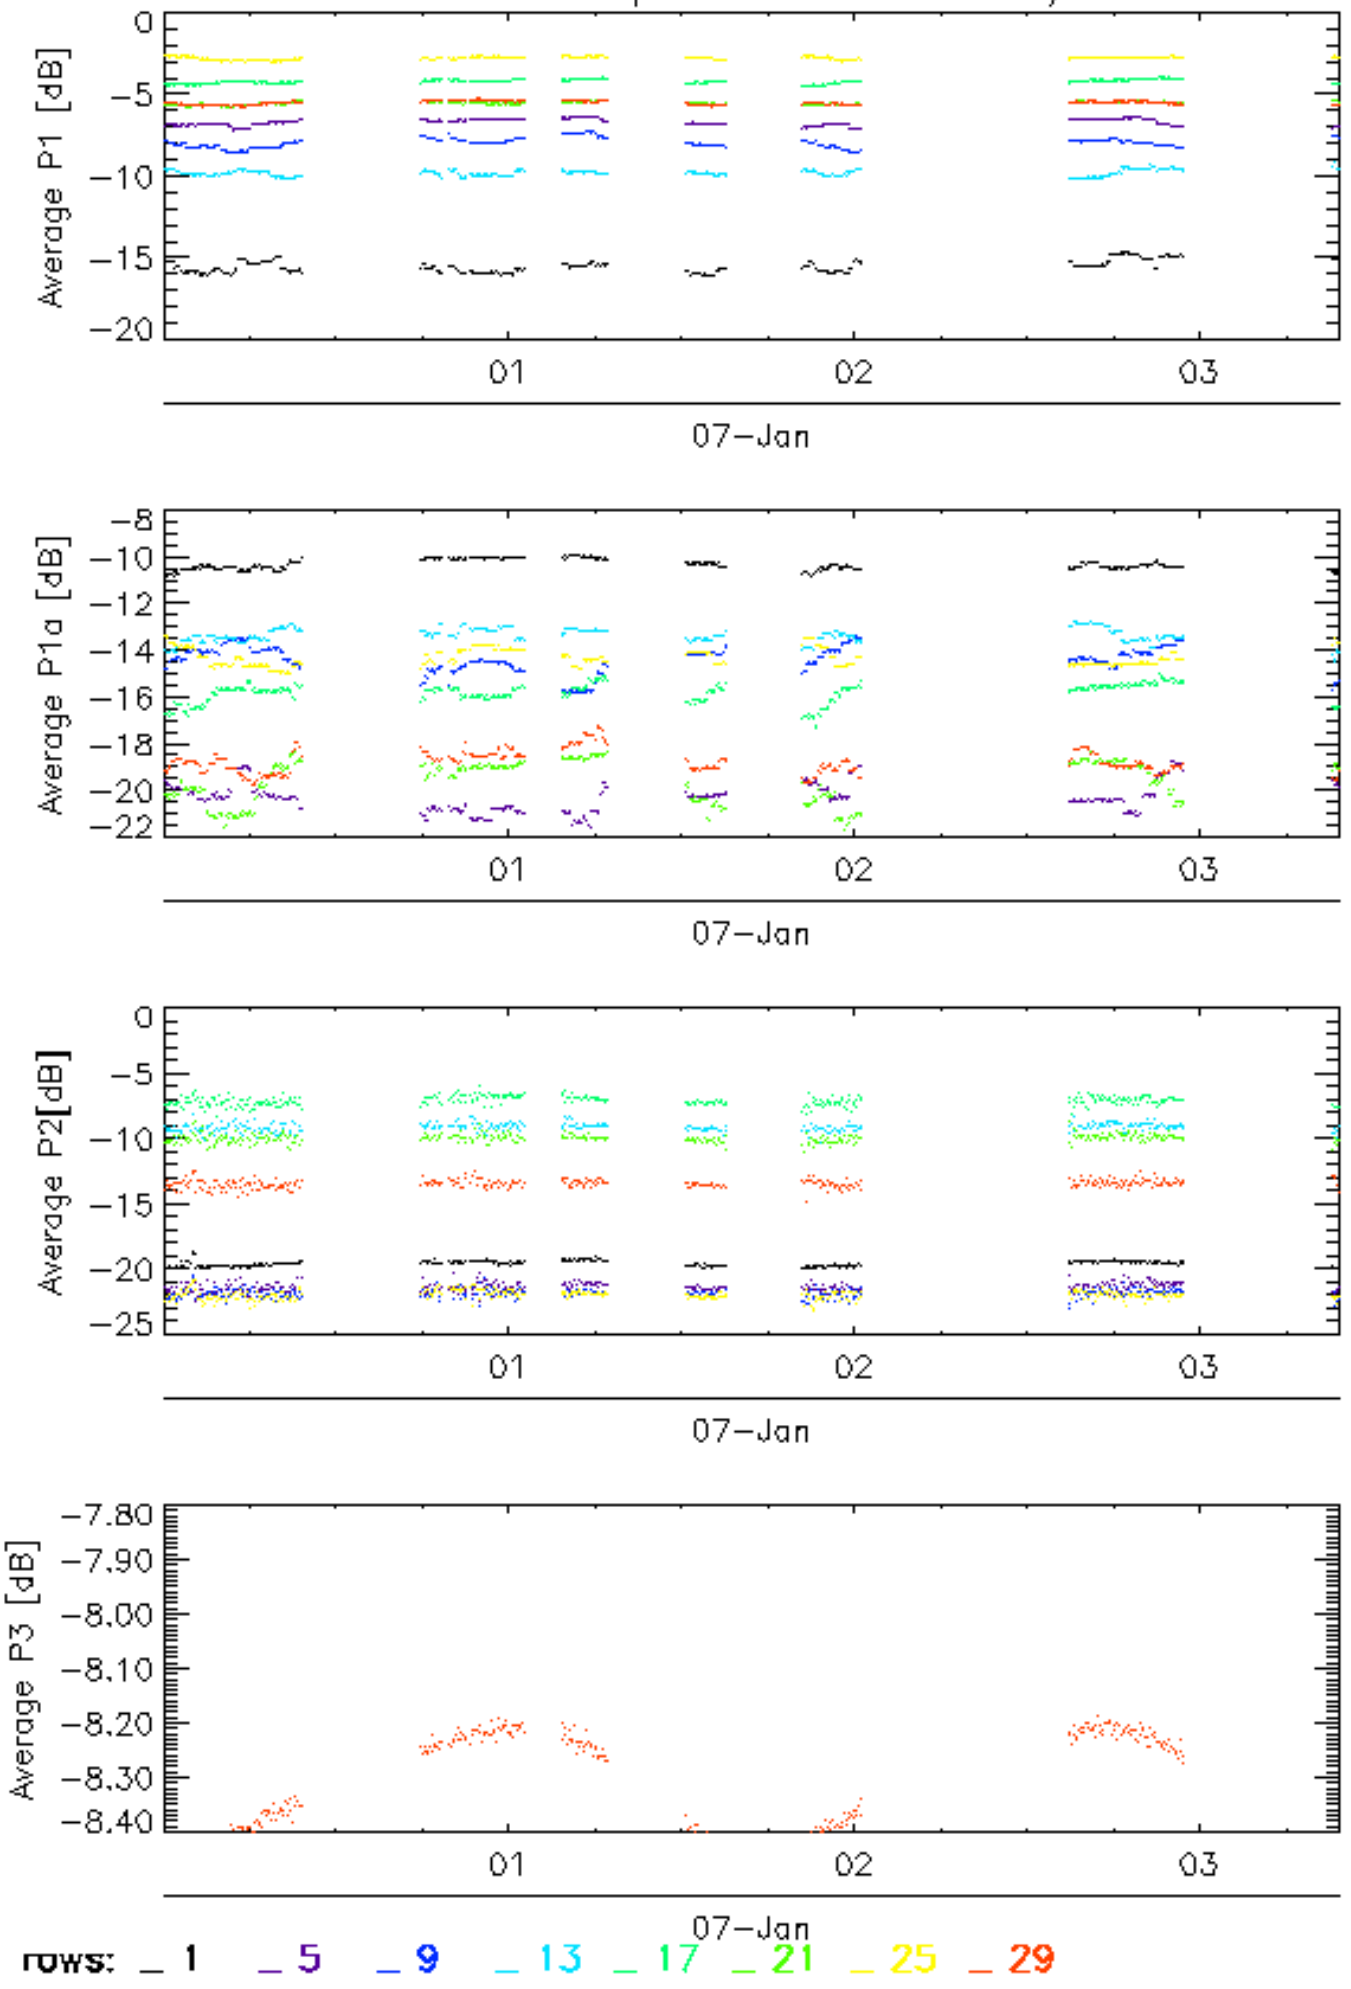 0
−5
−10
−15
−20
Average P1 [dB]
01 02 03
07−Jan
−8
−10
−12
−14
−16
−18
−20
−22
Average P1a [dB]
01 02 03
07−Jan
0
−5
−10
−15
−20
−25
Average P2[dB]
01 02 03
07−Jan
−7.80
−7.90
−8.00
−8.10
−8.20
−8.30
−8.40
Average P3 [dB]
01 02 03
07−Jan
rows: _ 1 _ 5 _ 9 _ 13 _ 17 _ 21 _ 25 _ 29